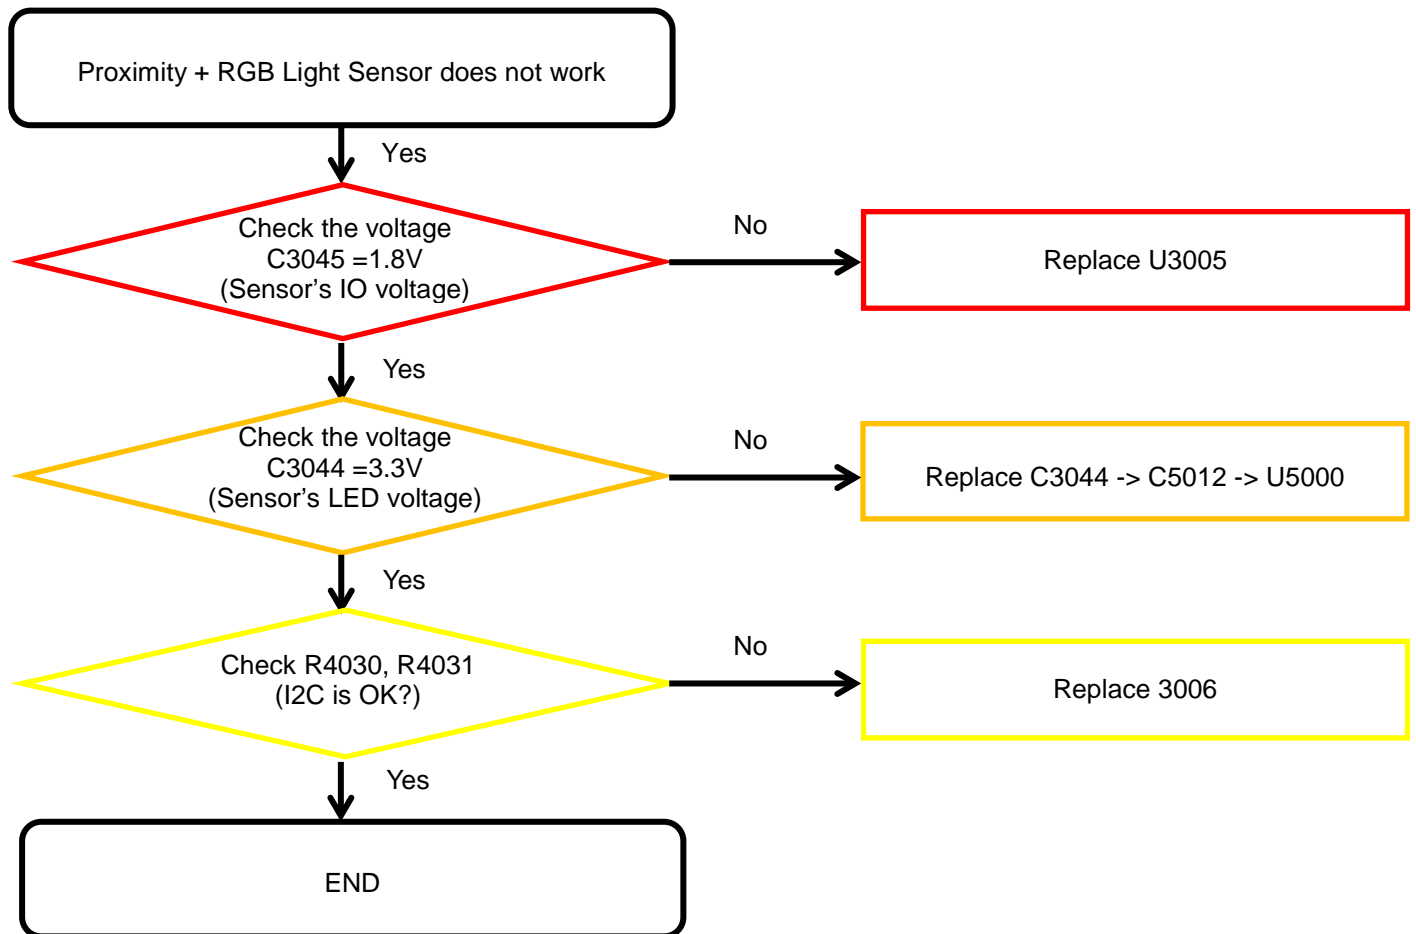 Proximity + RGB Light Sensor does not work
Yes
Check the voltage
C3045 =1.8V
(Sensor's IO voltage)
No
Replace U3005
Yes
Check the voltage
C3044 =3.3V
(Sensor's LED voltage)
No
Replace C3044 -> C5012 -> U5000
Yes
Check R4030, R4031
(I2C is OK?)
No
Replace 3006
Yes
END